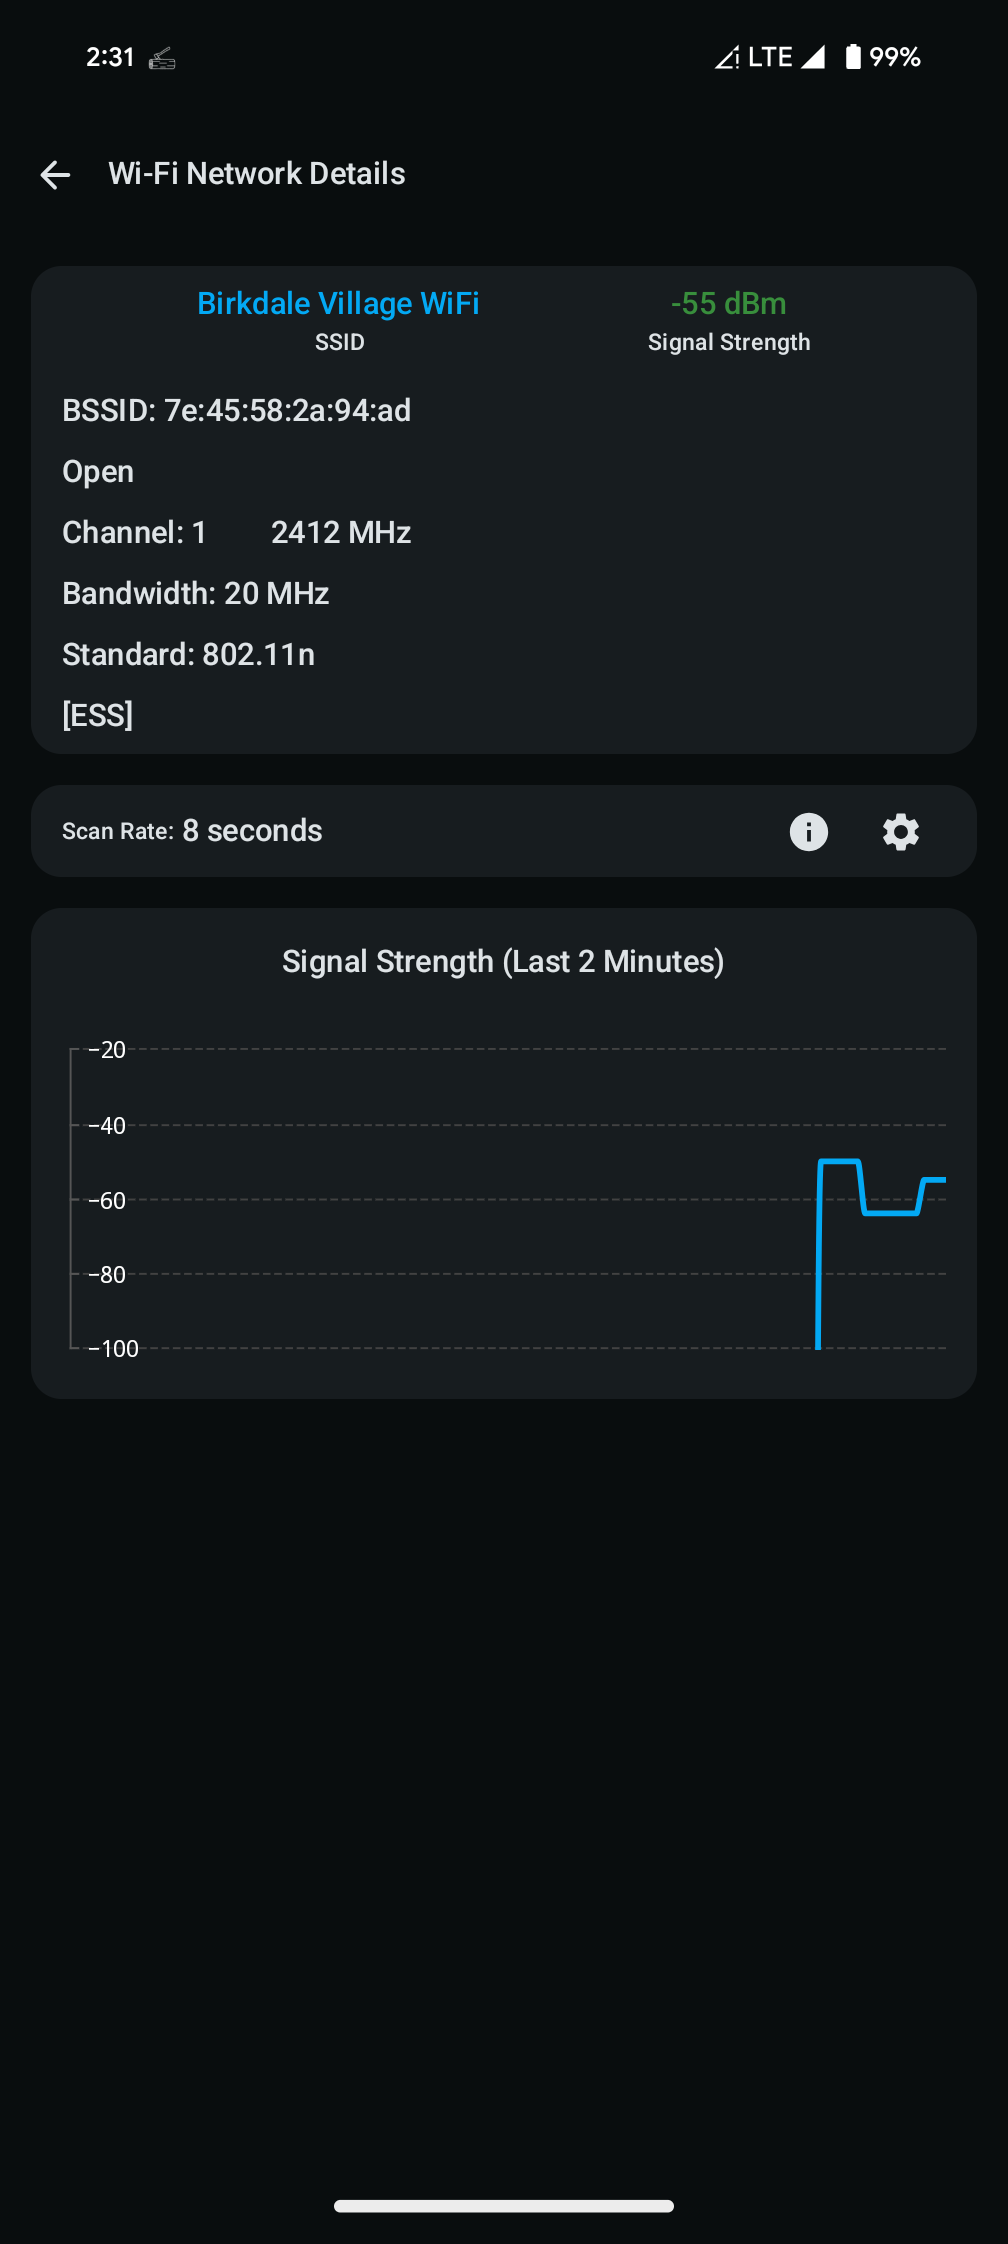 2:31 LTE 99%
Wi-Fi Network Details
Birkdale Village WiFi -55 dBm
SSID Signal Strength
BSSID: 7e:45:58:2a:94:ad
Open
Channel: 1 2412 MHz
Bandwidth: 20 MHz
Standard: 802.11n
[ESS]
Scan Rate: 8 seconds
Signal Strength (Last 2 Minutes)
−20
−40
−60
−80
−100